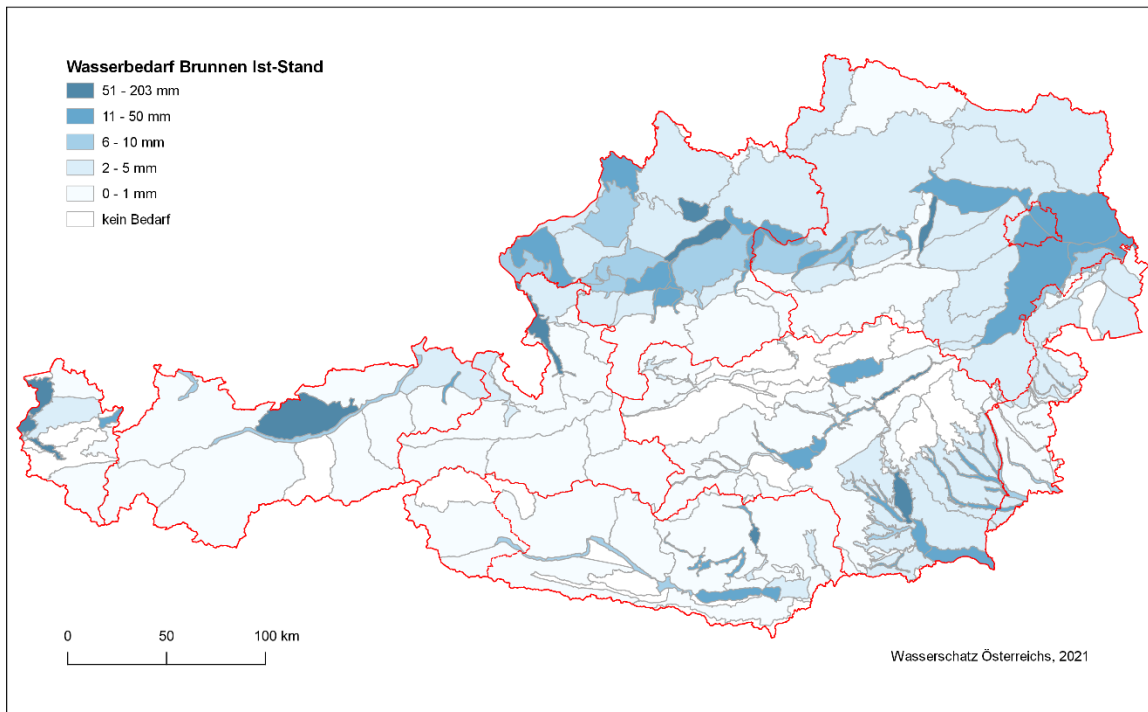 Wasserbedarf Brunnen Ist-Stand
51 - 203 mm
11 - 50 mm
6 - 10 mm
2 - 5 mm
0 - 1 mm
kein Bedarf
0 50 100 km
Wasserschatz Österreichs, 2021